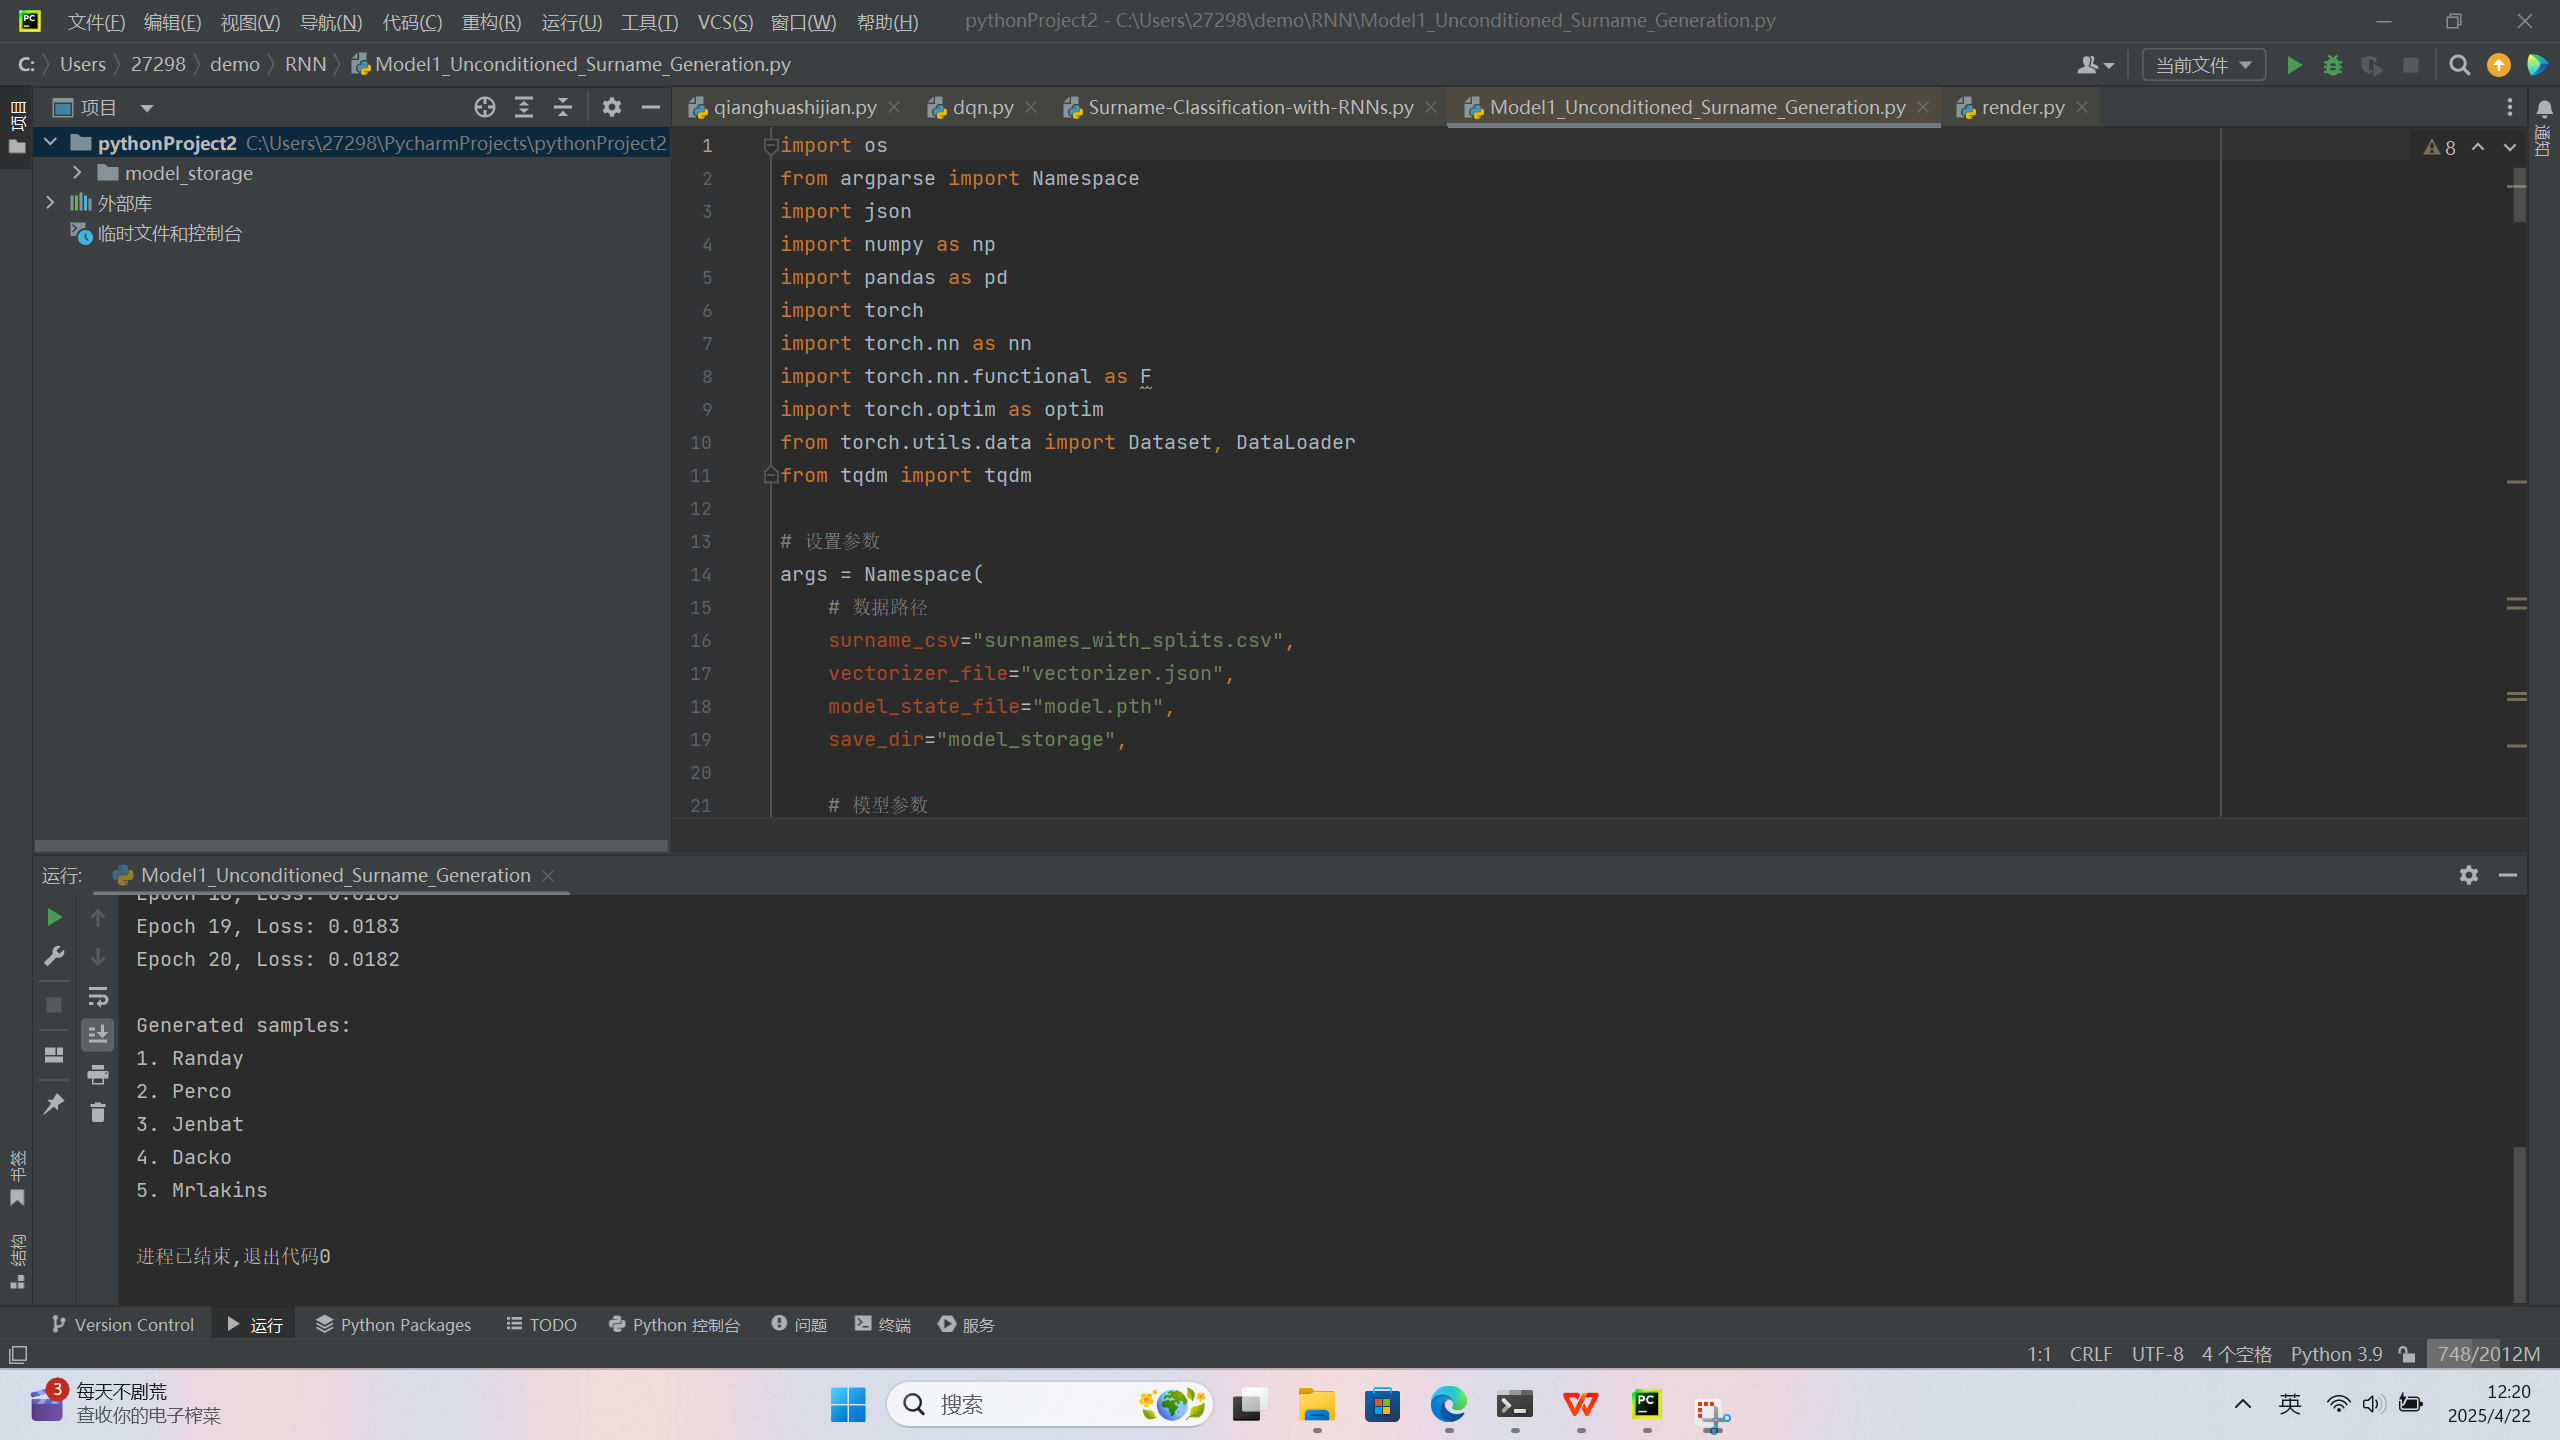 文件(F) 编辑(E) 视图(V) 导航(N) 代码(C) 重构(R) 运行(U) 工具(T) VCS(S) 窗口(W) 帮助(H) pythonProject2 - C:\Users\27298\demo\RNN\Model1_Unconditioned_Surname_Generation.py
C: Users 27298 demo RNN Model1_Unconditioned_Surname_Generation.py 当前文件
项目
项目
qianghuashijian.py dqn.py Surname-Classification-with-RNNs.py Model1_Unconditioned_Surname_Generation.py render.py
通知
pythonProject2 C:\Users\27298\PycharmProjects\pythonProject2
model_storage
外部库
临时文件和控制台
8
1 import os
2 from argparse import Namespace
3 import json
4 import numpy as np
5 import pandas as pd
6 import torch
7 import torch.nn as nn
8 import torch.nn.functional as F
9 import torch.optim as optim
10 from torch.utils.data import Dataset, DataLoader
11 from tqdm import tqdm
12
13 # 设置参数
14 args = Namespace(
15 # 数据路径
16 surname_csv="surnames_with_splits.csv",
17 vectorizer_file="vectorizer.json",
18 model_state_file="model.pth",
19 save_dir="model_storage",
20
21 # 模型参数
运行: Model1_Unconditioned_Surname_Generation
Epoch 19, Loss: 0.0183
Epoch 20, Loss: 0.0182
Generated samples:
1. Randay
2. Perco
3. Jenbat
4. Dacko
5. Mrlakins
进程已结束,退出代码0
书签
结构
Version Control 运行 Python Packages TODO Python 控制台 问题 终端 服务
1:1 CRLF UTF-8 4 个空格 Python 3.9 748/2012M
3 每天不剧荒
查收你的电子榨菜
搜索
英
12:20
2025/4/22